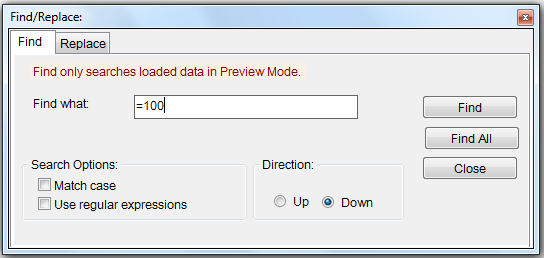 Find/Replace:
Find Replace
Find only searches loaded data in Preview Mode.
Find what: =100
Find
Find All
Close
Search Options:
Match case
Use regular expressions
Direction:
Up Down